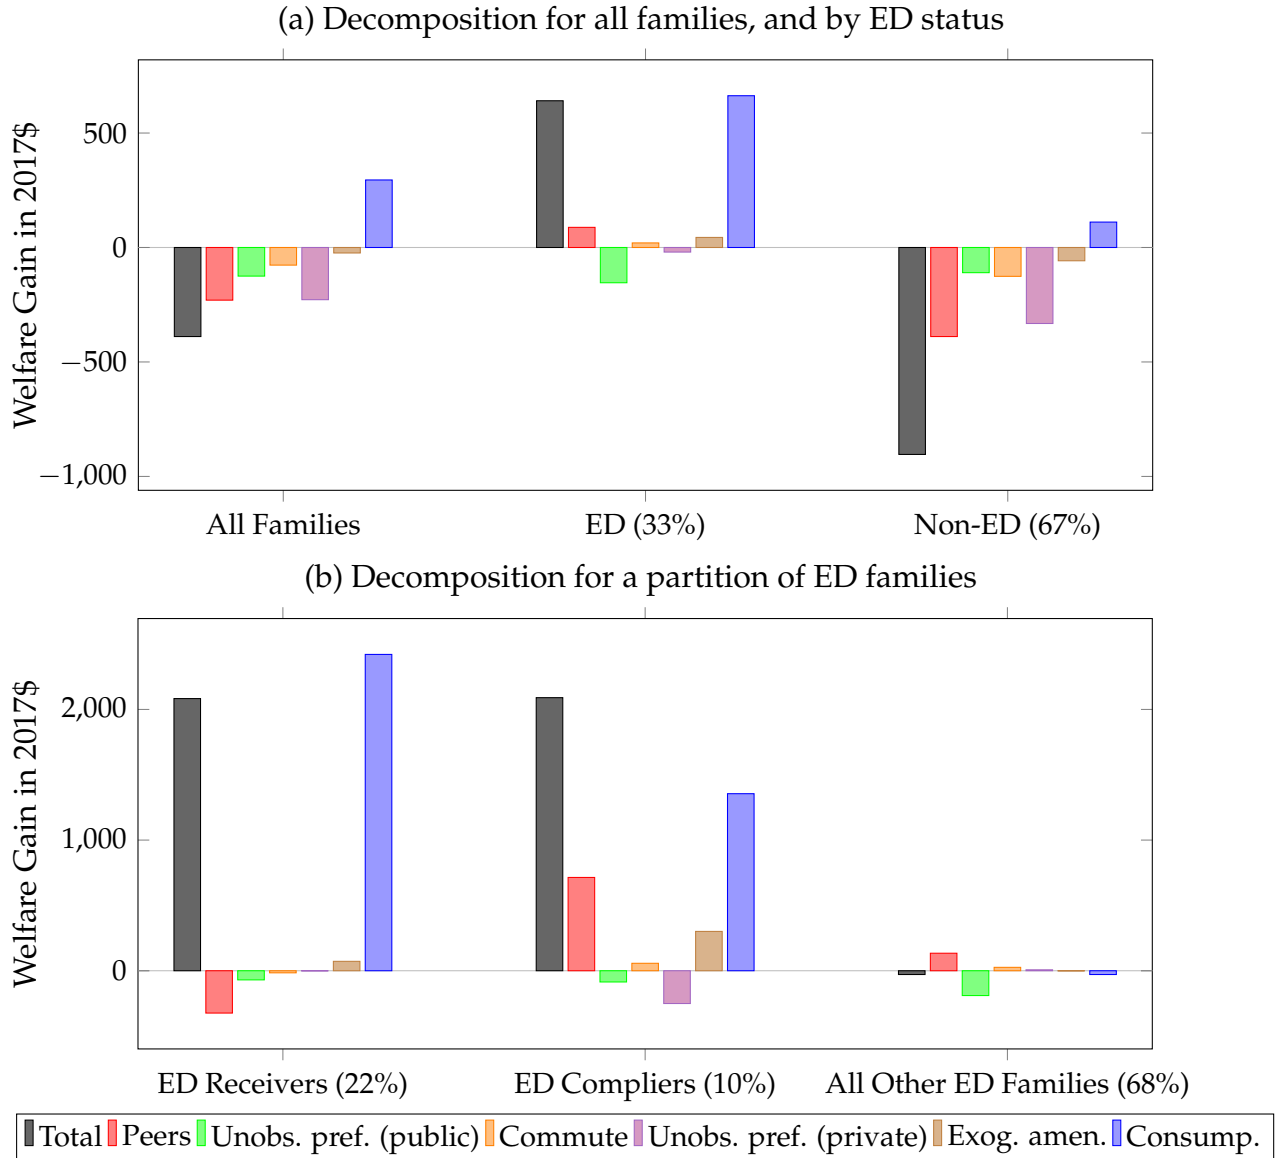 (a) Decomposition for all families, and by ED status
Welfare Gain in 2017$
500
0
−500
−1,000
All Families ED (33%) Non-ED (67%)
(b) Decomposition for a partition of ED families
Welfare Gain in 2017$
2,000
1,000
0
ED Receivers (22%) ED Compliers (10%) All Other ED Families (68%)
Total Peers Unobs. pref. (public) Commute Unobs. pref. (private) Exog. amen. Consump.